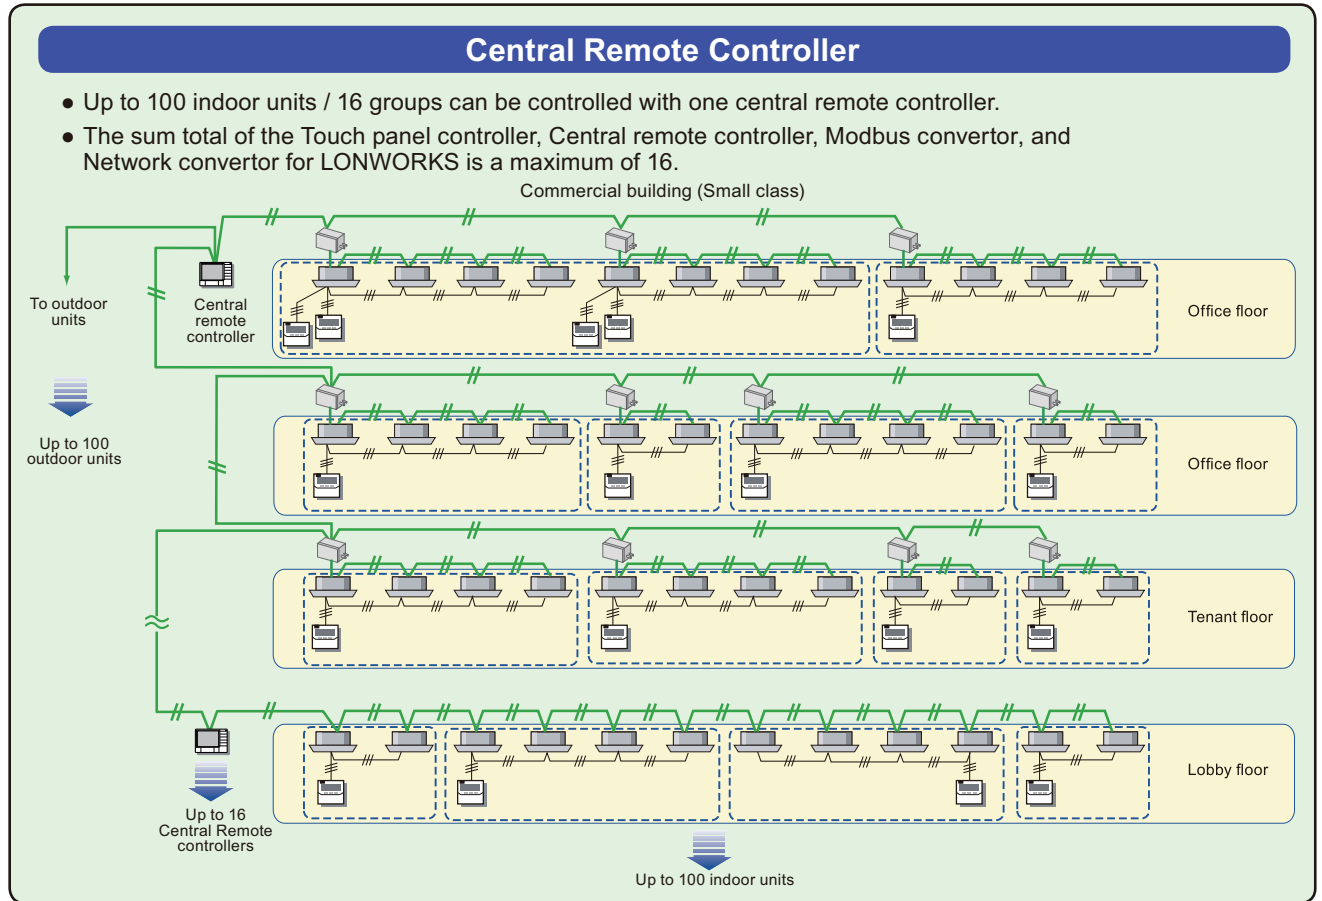 Central Remote Controller
● Up to 100 indoor units / 16 groups can be controlled with one central remote controller.
● The sum total of the Touch panel controller, Central remote controller, Modbus convertor, and
Network convertor for LONWORKS is a maximum of 16.
Commercial building (Small class)
To outdoor
units
Central
remote
controller
Office floor
Up to 100
outdoor units
Office floor
Tenant floor
Lobby floor
Up to 16
Central Remote
controllers
Up to 100 indoor units